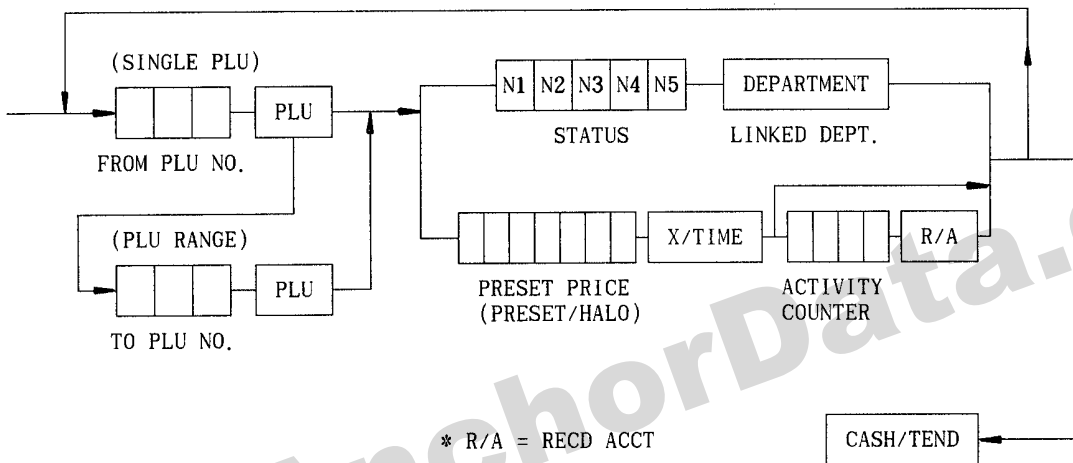 (SINGLE PLU)
PLU
FROM PLU NO.
(PLU RANGE)
PLU
TO PLU NO.
N1 N2 N3 N4 N5
STATUS
DEPARTMENT
LINKED DEPT.
X/TIME
PRESET PRICE
(PRESET/HALO)
R/A
ACTIVITY
COUNTER
* R/A = RECD ACCT
CASH/TEND